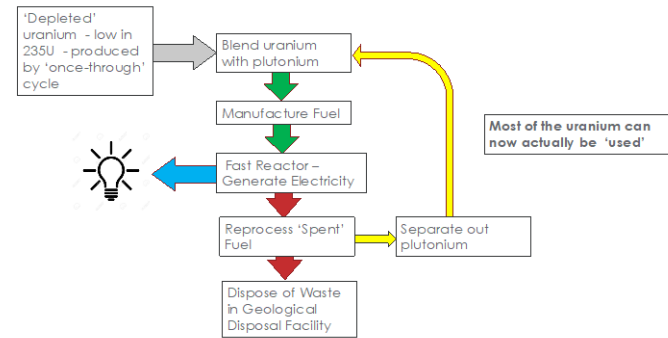 ‘Depleted’
uranium - low in
235U - produced
by ‘once-through’
cycle
Blend uranium
with plutonium
Manufacture Fuel
Most of the uranium can
now actually be ‘used’
Fast Reactor –
Generate Electricity
Reprocess ‘Spent’
Fuel
Separate out
plutonium
Dispose of Waste
in Geological
Disposal Facility